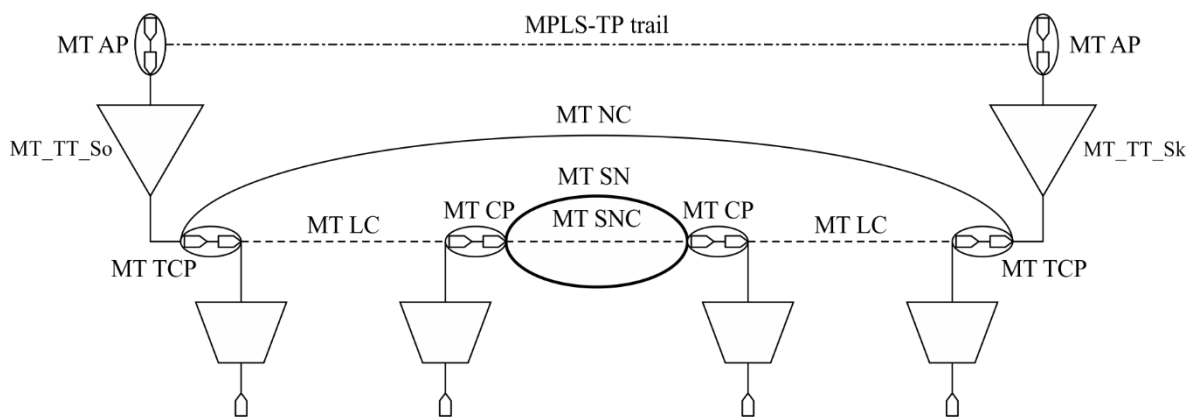 MPLS-TP trail
MT AP
MT AP
MT NC
MT_TT_So
MT_TT_Sk
MT SN
MT LC
MT CP
MT SNC
MT CP
MT LC
MT TCP
MT TCP